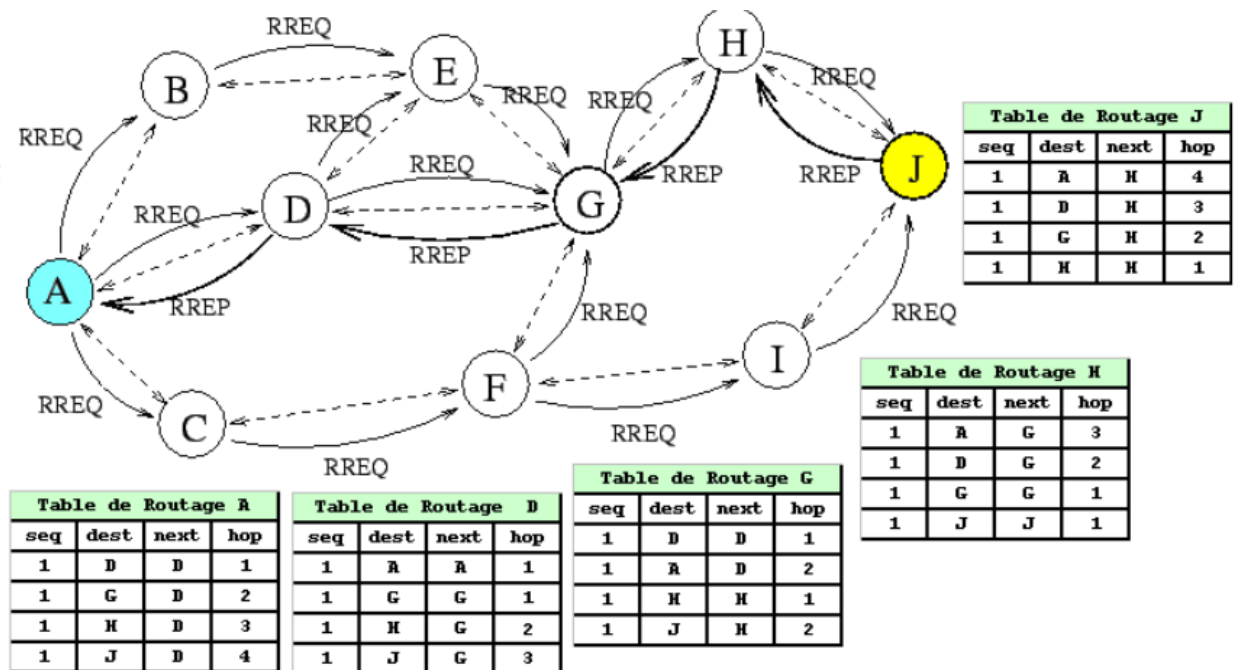 RREQ
H
B
E
RREQ
RREQ
RREQ
RREQ
RREQ
RREQ
J
RREP
RREP
D
RREQ
G
RREQ
RREP
A
RREP
RREQ
RREQ
I
F
RREQ
C
RREQ
RREQ
Table de Routage J
seq dest next hop
1 A H 4
1 D H 3
1 G H 2
1 H H 1
Table de Routage H
seq dest next hop
1 A G 3
1 D G 2
1 G G 1
1 J J 1
Table de Routage A
seq dest next hop
1 D D 1
1 G D 2
1 H D 3
1 J D 4
Table de Routage D
seq dest next hop
1 A A 1
1 G G 1
1 H G 2
1 J G 3
Table de Routage G
seq dest next hop
1 D D 1
1 A D 2
1 H H 1
1 J H 2